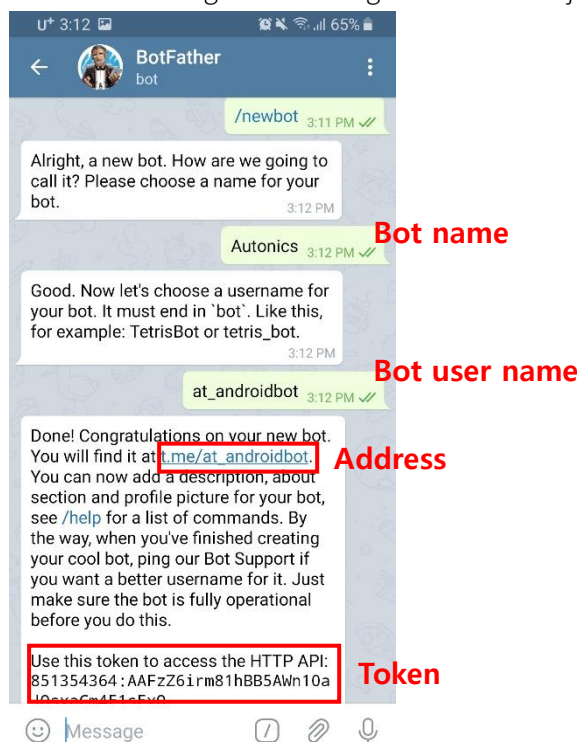 U+ 3:12 65%
BotFather
bot
/newbot 3:11 PM
Alright, a new bot. How are we going to
call it? Please choose a name for your
bot.
3:12 PM
Bot name
Autonics 3:12 PM
Good. Now let's choose a username for
your bot. It must end in `bot`. Like this,
for example: TetrisBot or tetris_bot.
3:12 PM
Bot user name
at_androidbot 3:12 PM
Done! Congratulations on your new bot.
You will find it at t.me/at_androidbot. Address
You can now add a description, about
section and profile picture for your bot,
see /help for a list of commands. By
the way, when you've finished creating
your cool bot, ping our Bot Support if
you want a better username for it. Just
make sure the bot is fully operational
before you do this.
Use this token to access the HTTP API:
851354364:AAFzZ6irm81hBB5AWn10a Token
Message